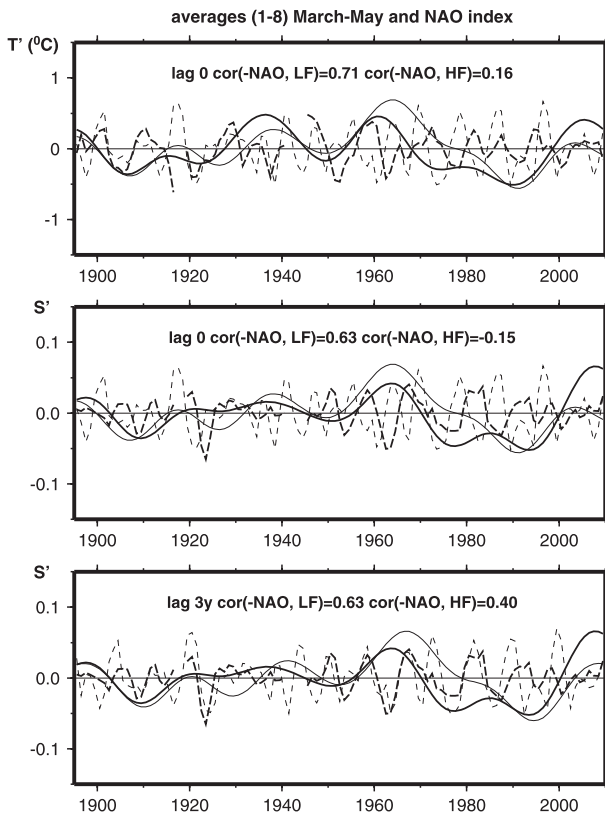 averages (1-8) March-May and NAO index
T' (⁰C)
lag 0 cor(-NAO, LF)=0.71 cor(-NAO, HF)=0.16
1
0
-1
1900 1920 1940 1960 1980 2000
S'
lag 0 cor(-NAO, LF)=0.63 cor(-NAO, HF)=-0.15
0.1
0.0
-0.1
1900 1920 1940 1960 1980 2000
S'
lag 3y cor(-NAO, LF)=0.63 cor(-NAO, HF)=0.40
0.1
0.0
-0.1
1900 1920 1940 1960 1980 2000